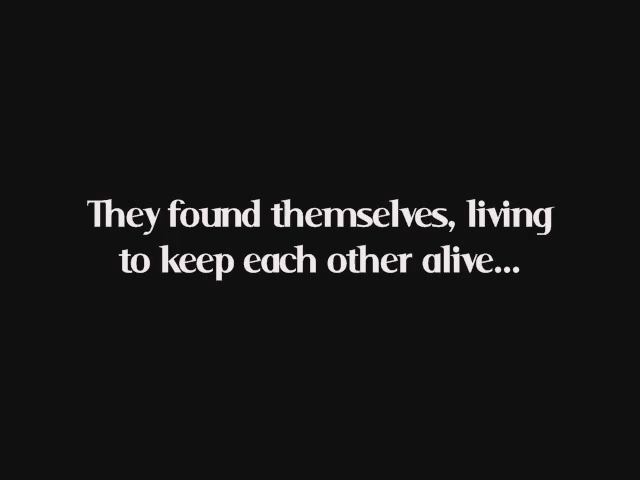 They found themselves, living
to keep each other alive...